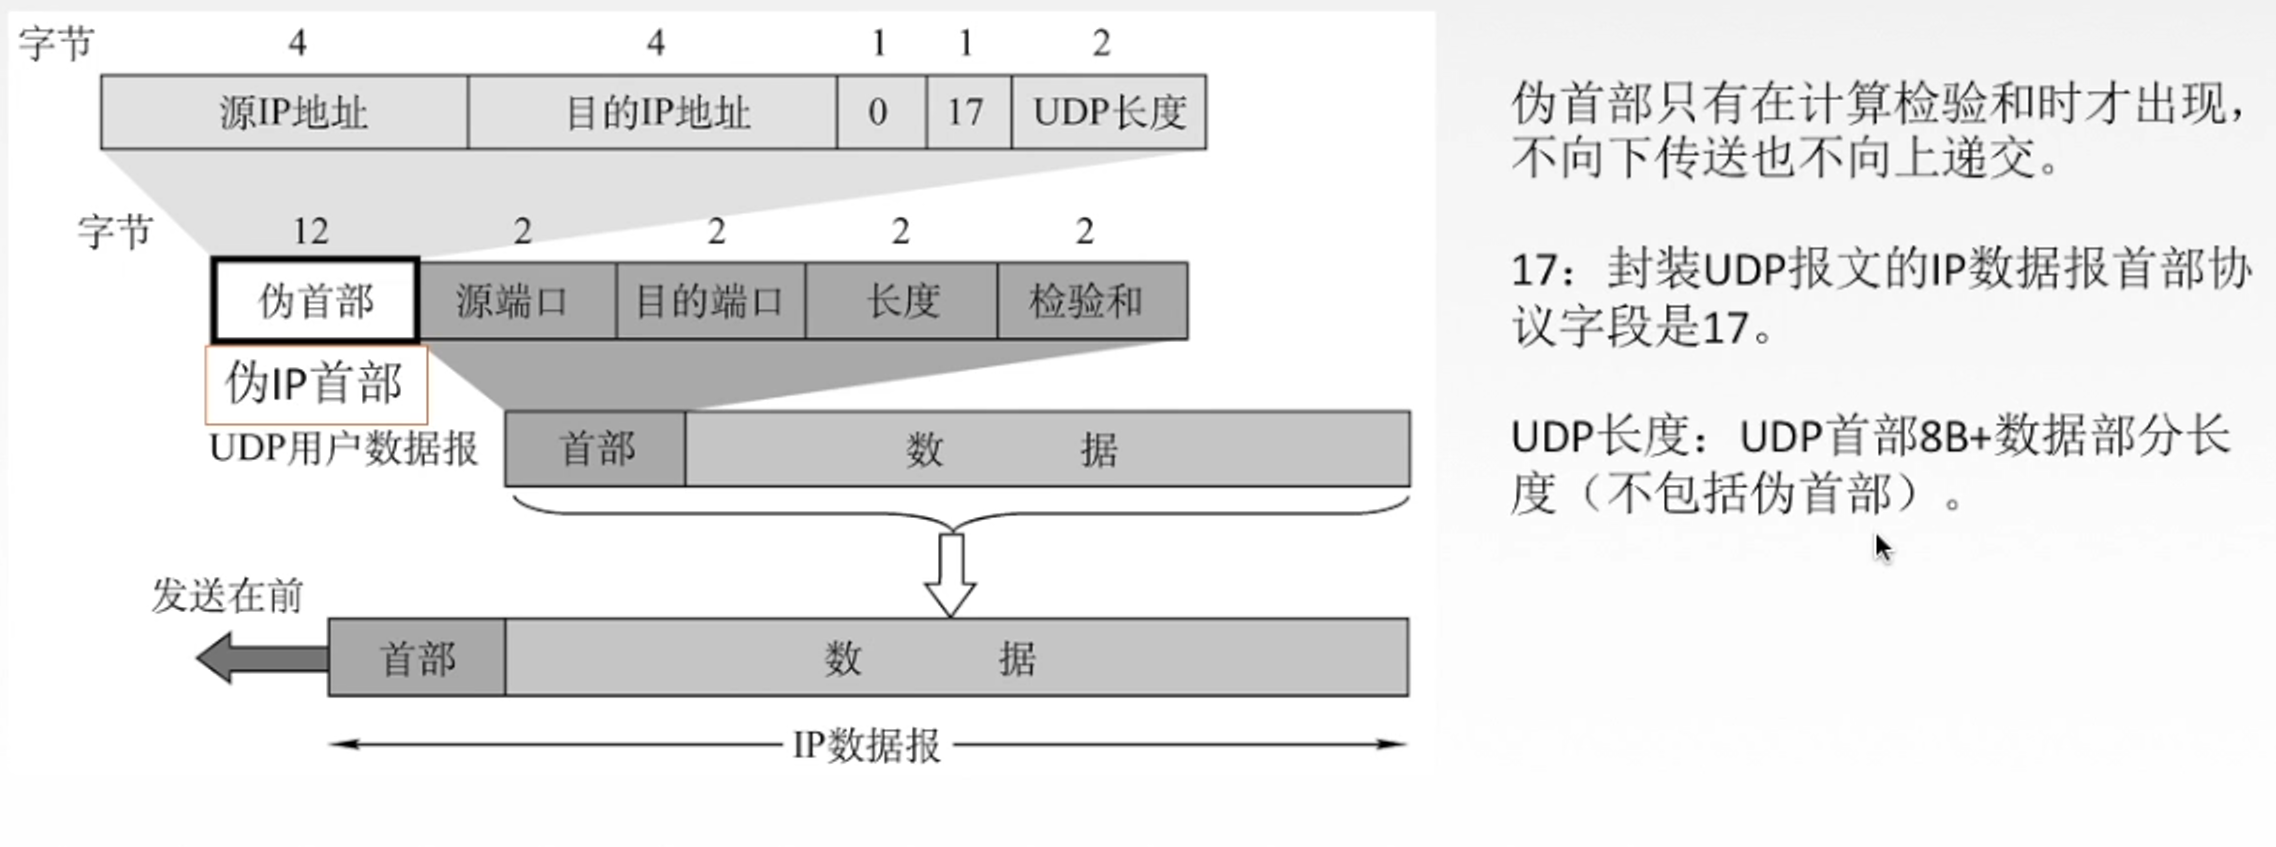 字节 4 4 1 1 2
源IP地址 目的IP地址 0 17 UDP长度
字节 12 2 2 2 2
伪首部 源端口 目的端口 长度 检验和
伪IP首部
UDP用户数据报 首部 数 据
发送在前
首部 数 据
IP数据报
伪首部只有在计算检验和时才出现，
不向下传送也不向上递交。
17：封装UDP报文的IP数据报首部协
议字段是17。
UDP长度：UDP首部8B+数据部分长
度（不包括伪首部）。